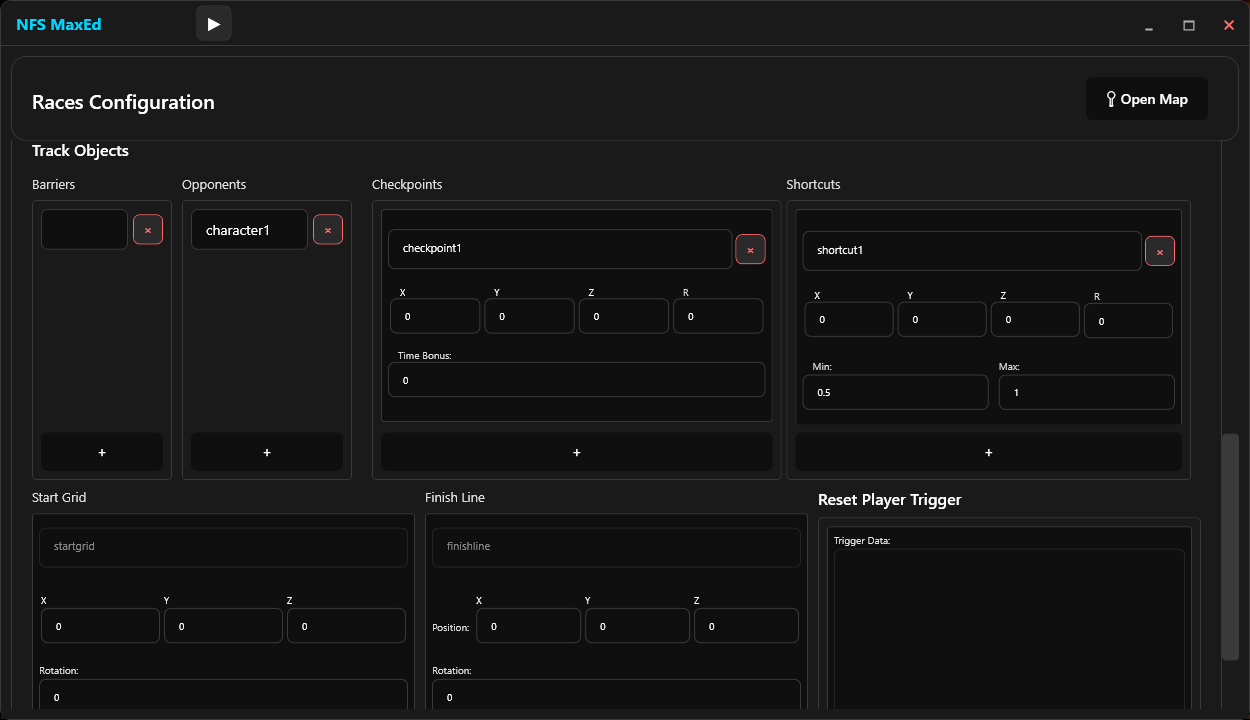 NFS MaxEd
Races Configuration
Open Map
Track Objects
Barriers
Opponents
Checkpoints
Shortcuts
×
character1
×
checkpoint1
×
shortcut1
×
X Y Z R
0 0 0 0
X Y Z R
0 0 0 0
Time Bonus:
0
Min: Max:
0.5 1
+ + + +
Start Grid
Finish Line
Reset Player Trigger
startgrid
finishline
Trigger Data:
X Y Z
0 0 0
X Y Z
Position: 0 0 0
Rotation:
0
Rotation:
0